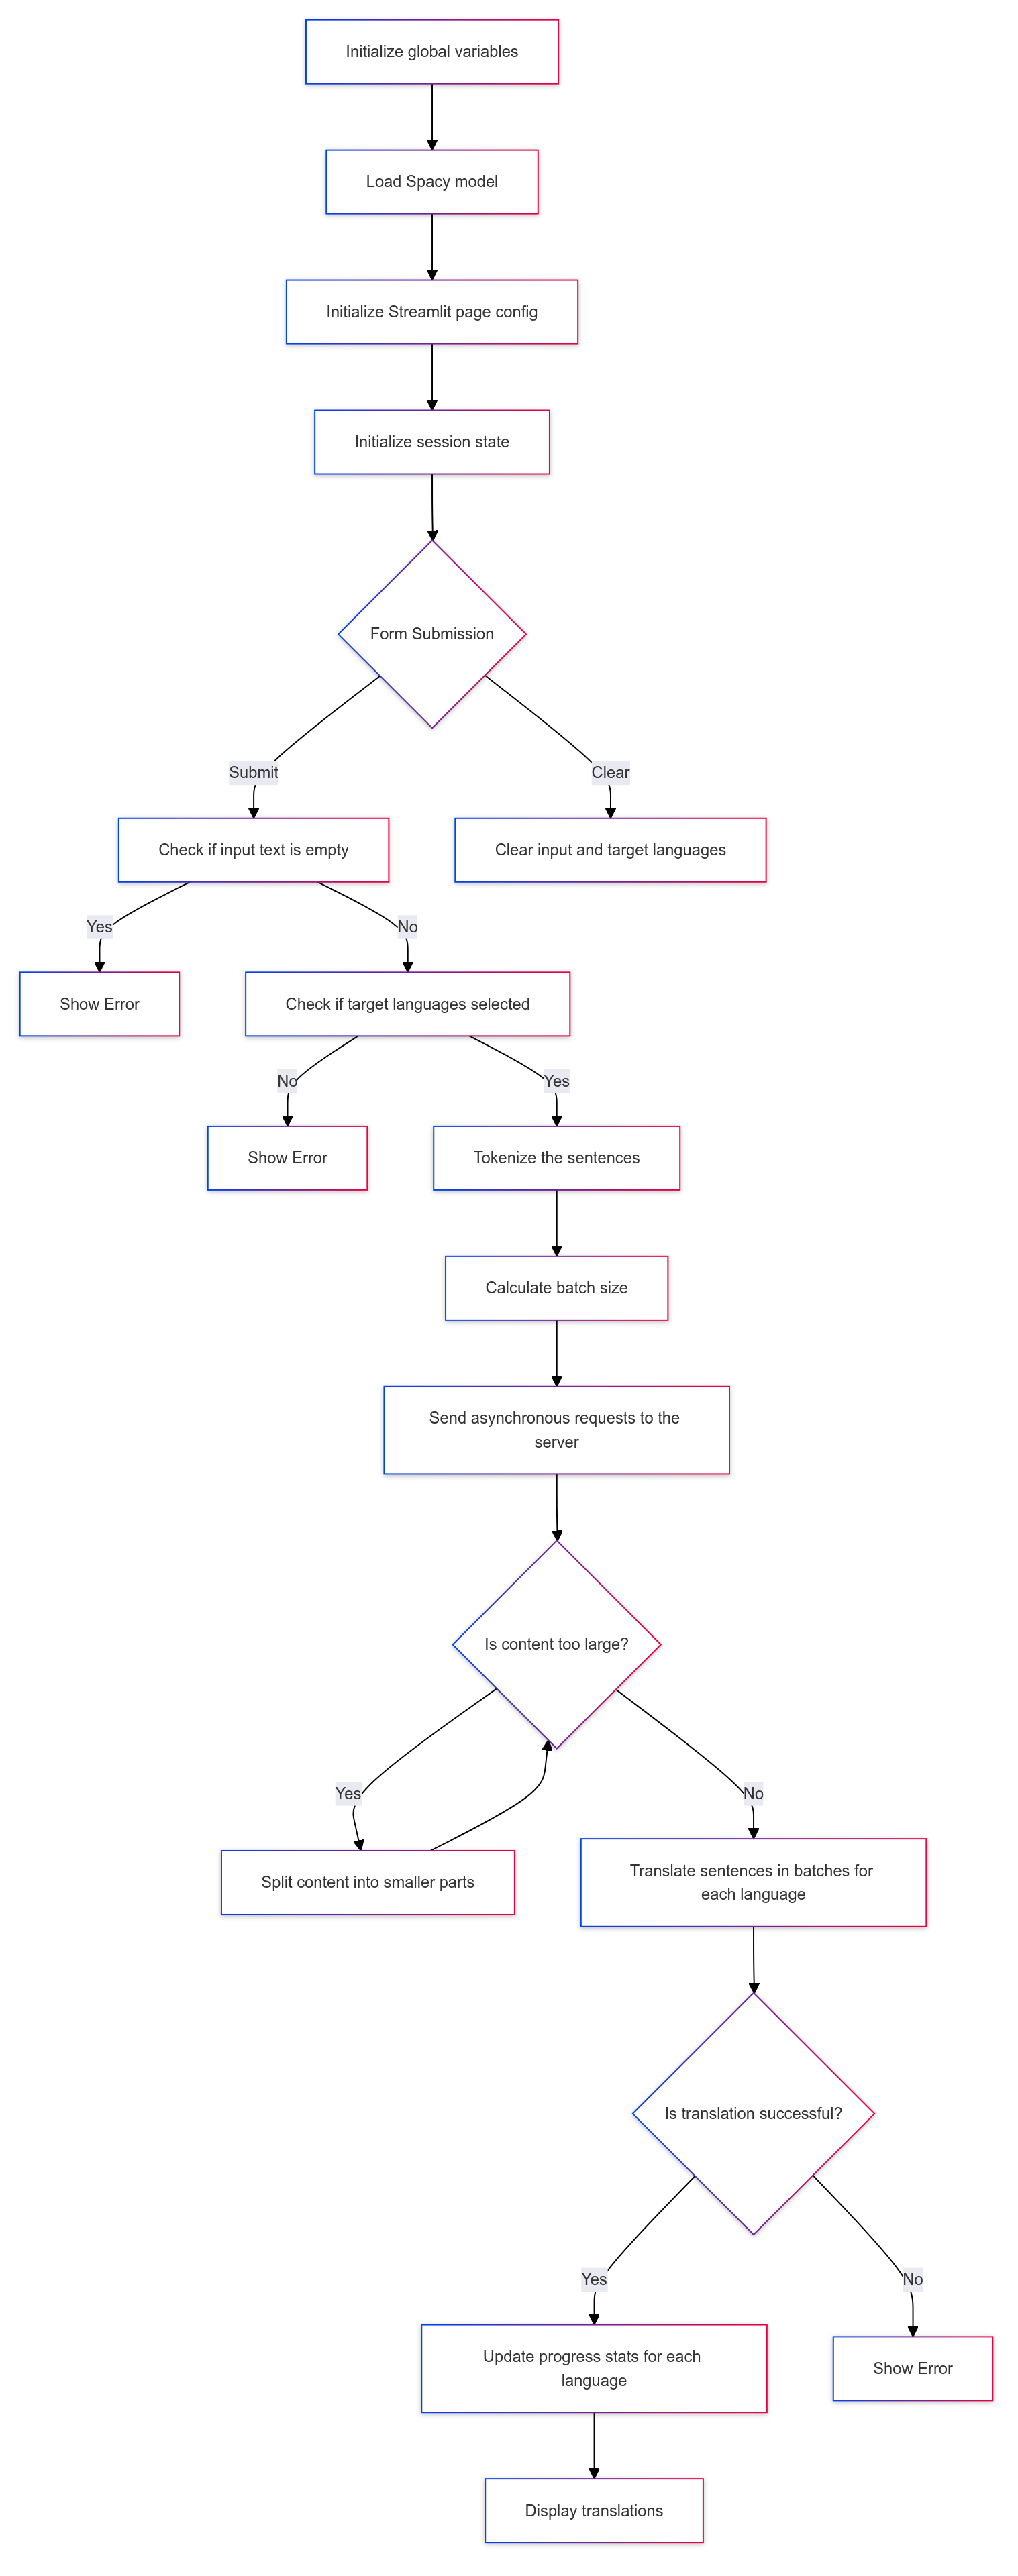 Initialize global variables
Load Spacy model
Initialize Streamlit page config
Initialize session state
Form Submission
Submit
Clear
Check if input text is empty
Clear input and target languages
Yes
No
Show Error
Check if target languages selected
No
Yes
Show Error
Tokenize the sentences
Calculate batch size
Send asynchronous requests to the
server
Is content too large?
Yes
No
Split content into smaller parts
Translate sentences in batches for
each language
Is translation successful?
Yes
No
Update progress stats for each
language
Show Error
Display translations